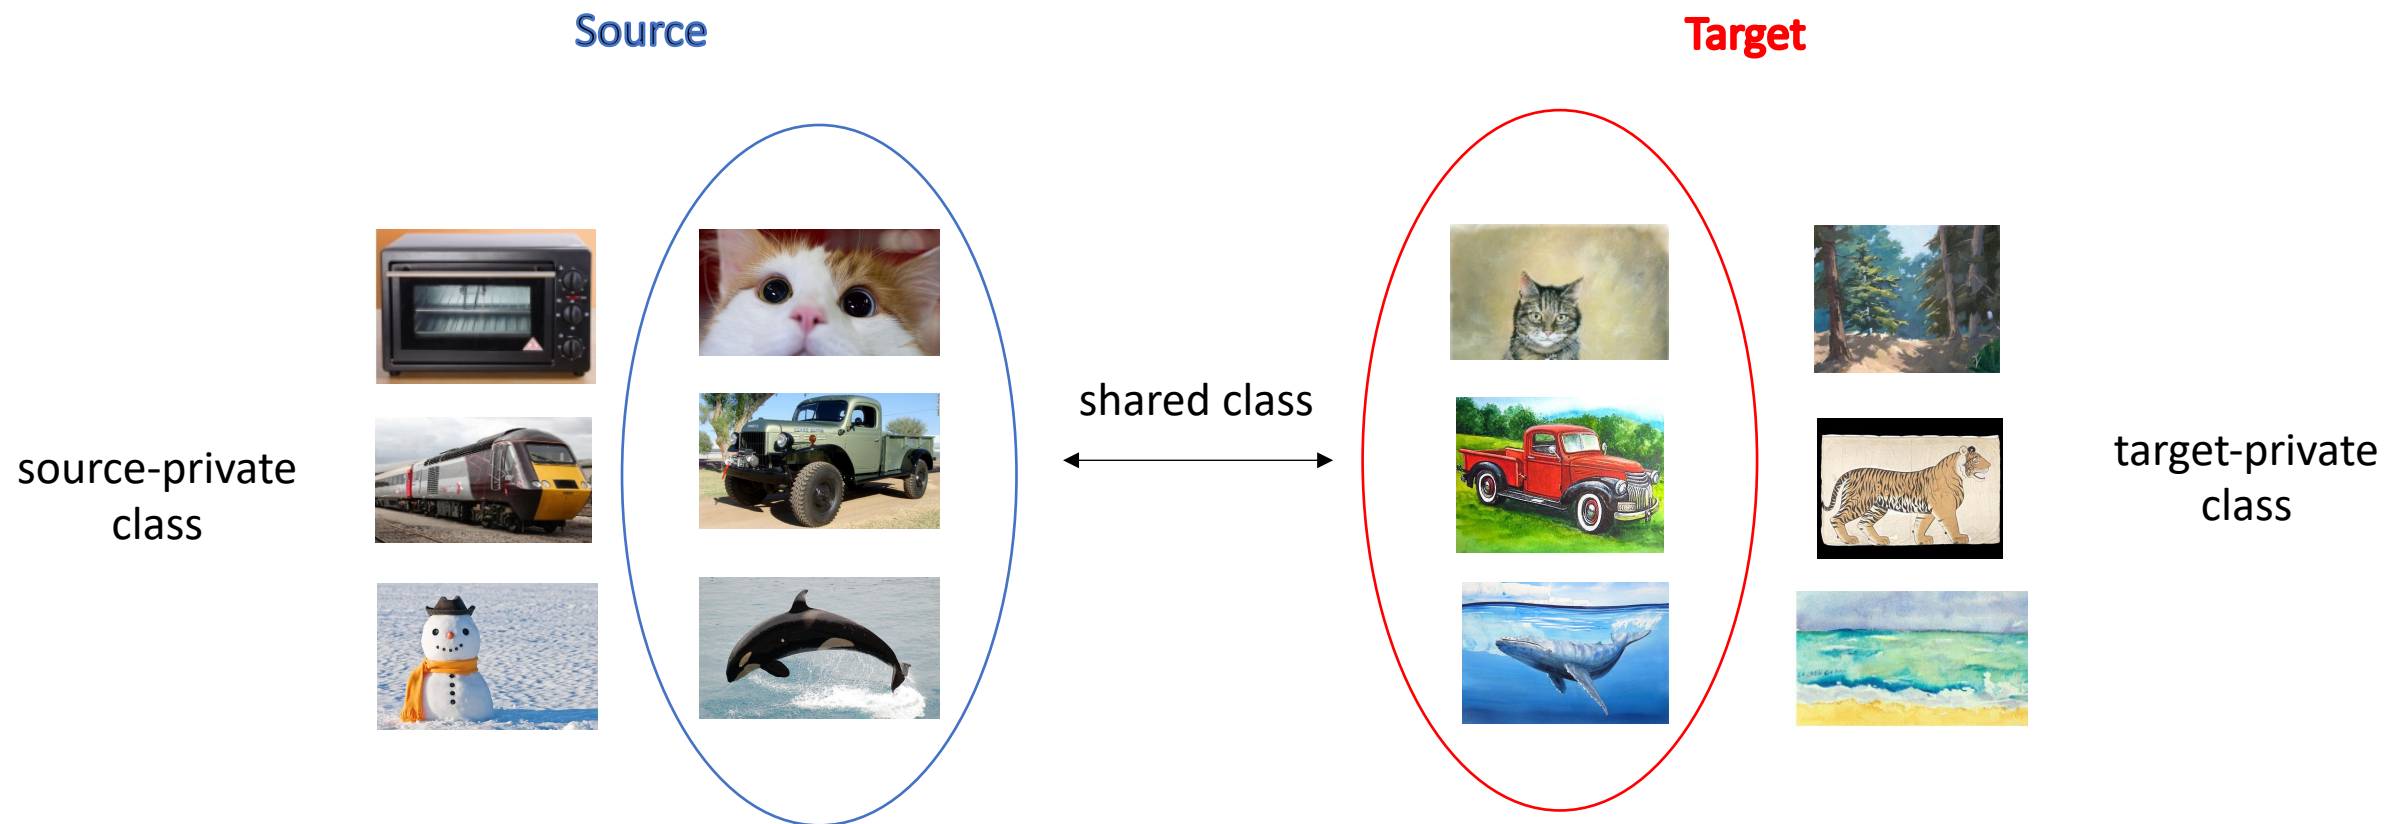 Source
Target
shared class
source-private
class
target-private
class